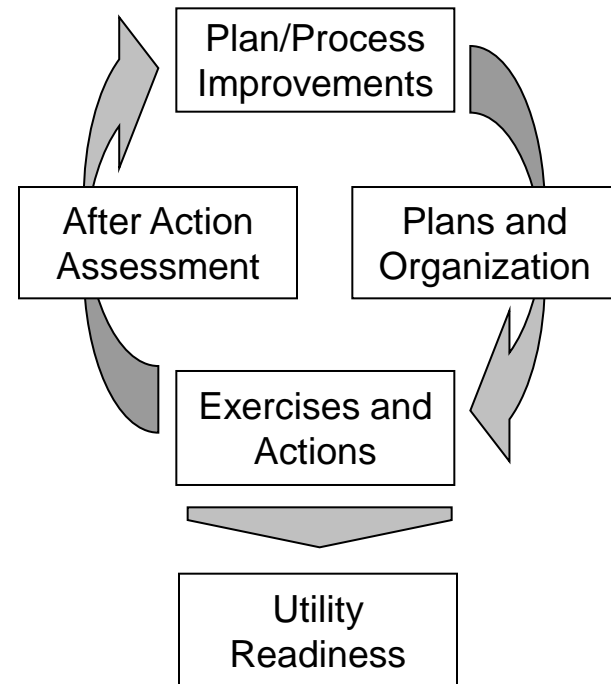 Plan/Process
Improvements
After Action
Assessment
Plans and
Organization
Exercises and
Actions
Utility
Readiness